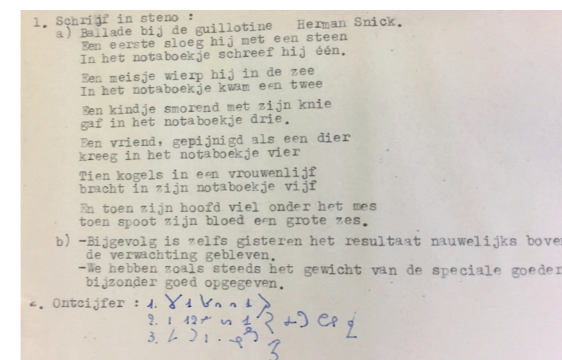 1. Schrijf in steno :
a) Ballade bij de guillotine Herman Snick.
Een eerste sloeg hij met een steen
In het notaboekje schreef hij één.
Een meisje wierp hij in de zee
In het notaboekje kwam een twee
Een kindje smorend met zijn knie
gaf in het notaboekje drie.
Een vriend, gepijnigd als een dier
kreeg in het notaboekje vier
Tien kogels in een vrouwenlijf
bracht in zijn notaboekje vijf
En toen zijn hoofd viel onder het mes
toen spoot zijn bloed een grote zes.
b) -Bijgevolg is zelfs gisteren het resultaat nauwelijks bove
de verwachting gebleven.
-We hebben zoals steeds het gewicht van de speciale goeder
bijzonder goed opgegeven.
2. Ontcijfer : 1.
2.
3.